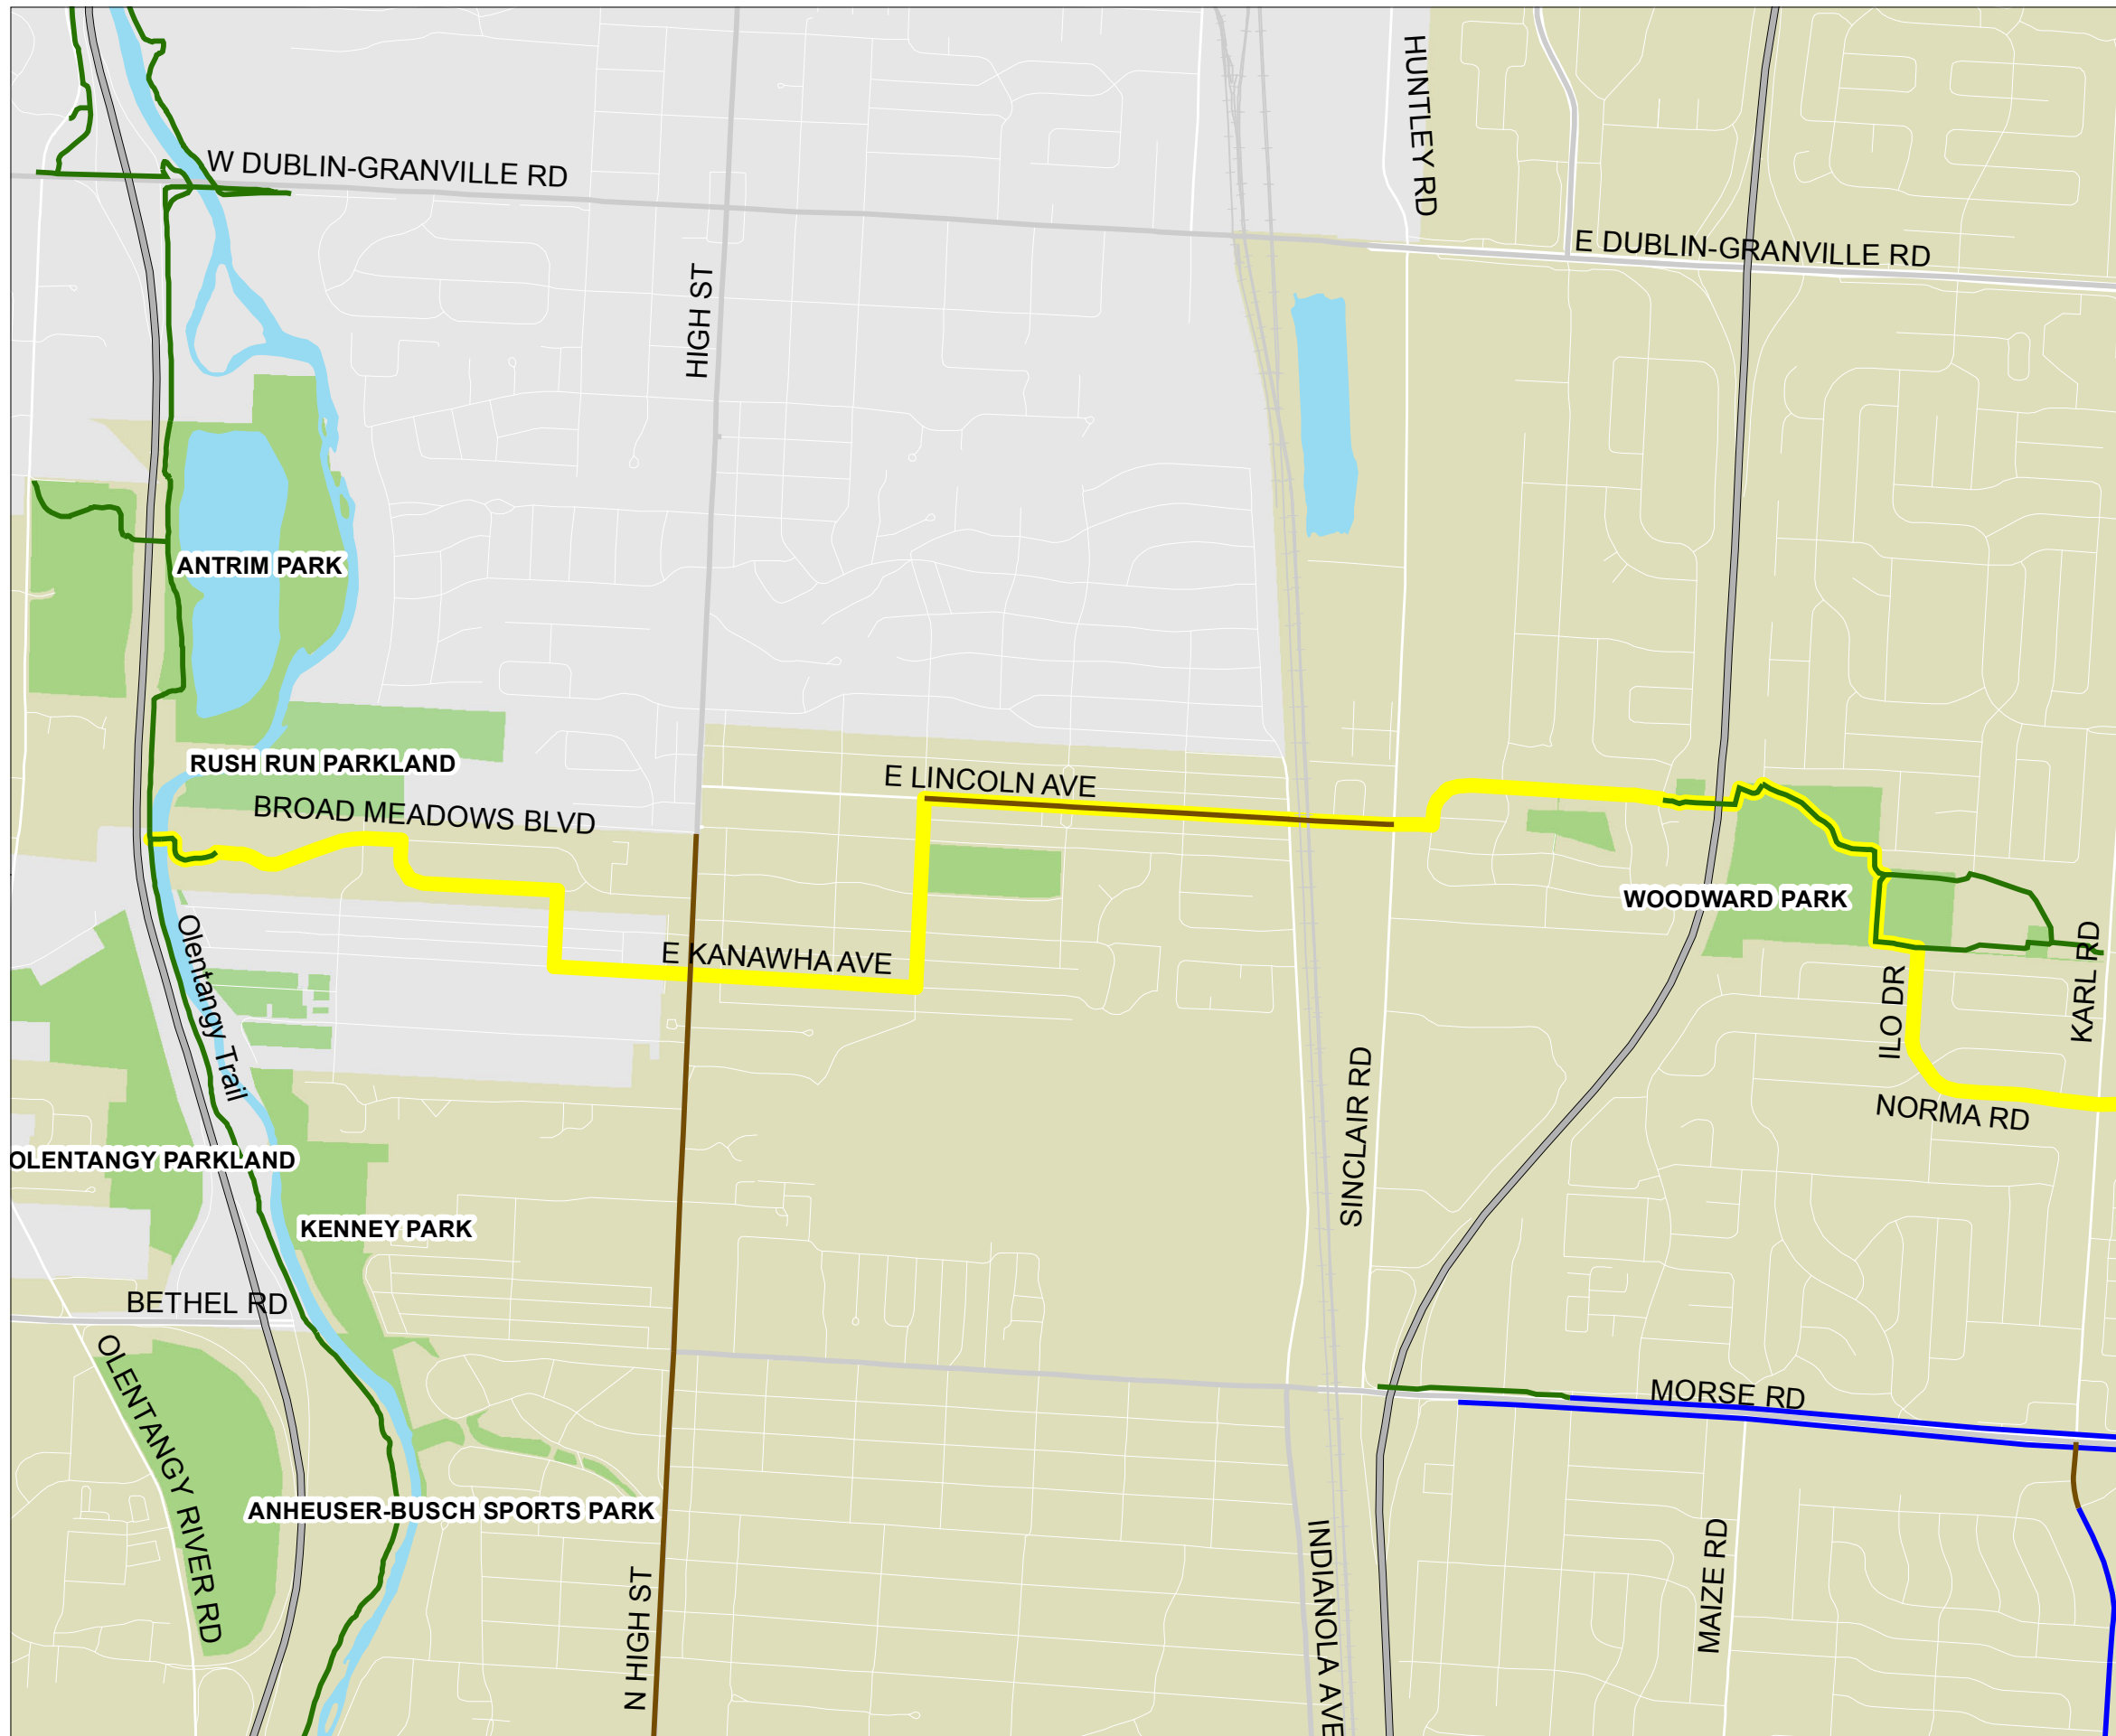 HUNTLEY RD
W DUBLIN-GRANVILLE RD
E DUBLIN-GRANVILLE RD
HIGH ST
ANTRIM PARK
RUSH RUN PARKLAND
E LINCOLN AVE
BROAD MEADOWS BLVD
WOODWARD PARK
E KANAWHA AVE
Olentangy Trail
ILO DR
KARL RD
NORMA RD
SINCLAIR RD
OLENTANGY PARKLAND
KENNEY PARK
BETHEL RD
OLENTANGY RIVER RD
MORSE RD
ANHEUSER-BUSCH SPORTS PARK
N HIGH ST
INDIANOLA AVE
MAIZE RD